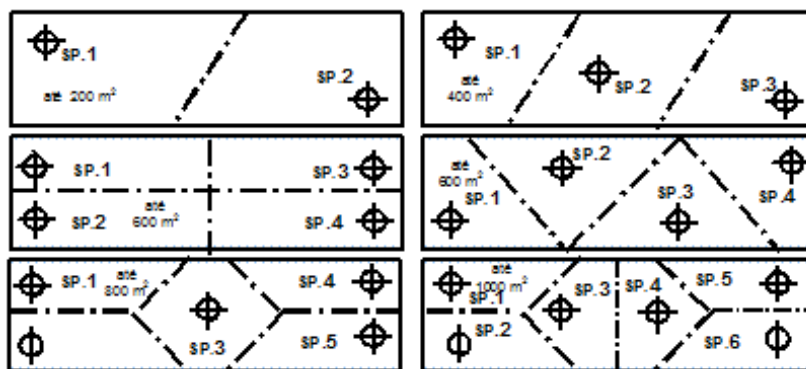 SP.1
até 200 m²
SP.2
SP.1
até
400 m²
SP.2
SP.3
SP.1
SP.2
até
600 m²
SP.3
SP.4
até
600 m²
SP.1
SP.2
SP.3
SP.4
SP.1
até
800 m²
SP.3
SP.4
SP.5
até
1000 m²
SP.1
SP.2
SP.3
SP.4
SP.5
SP.6